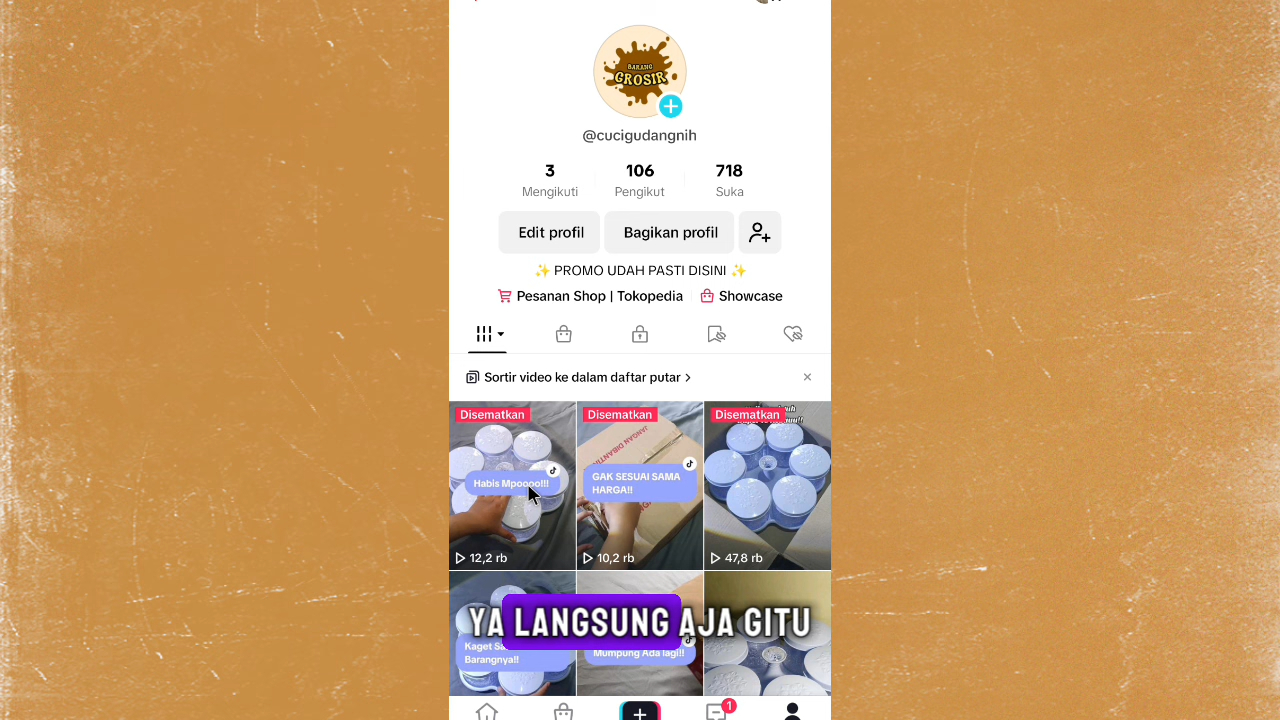 BARANG
GROSIR
@cucigudangnih
3 106 718
Mengikuti Pengikut Suka
Edit profil Bagikan profil
✨ PROMO UDAH PASTI DISINI ✨
Pesanan Shop | Tokopedia Showcase
Sortir video ke dalam daftar putar
Disematkan Disematkan Disematkan
Habis Mpoooo!!!
GAK SESUAI SAMA
HARGA!!
12,2 rb 10,2 rb 47,8 rb
YA LANGSUNG AJA GITU
Kaget
Barangnya!!
Mumpung Ada lagi!!
1